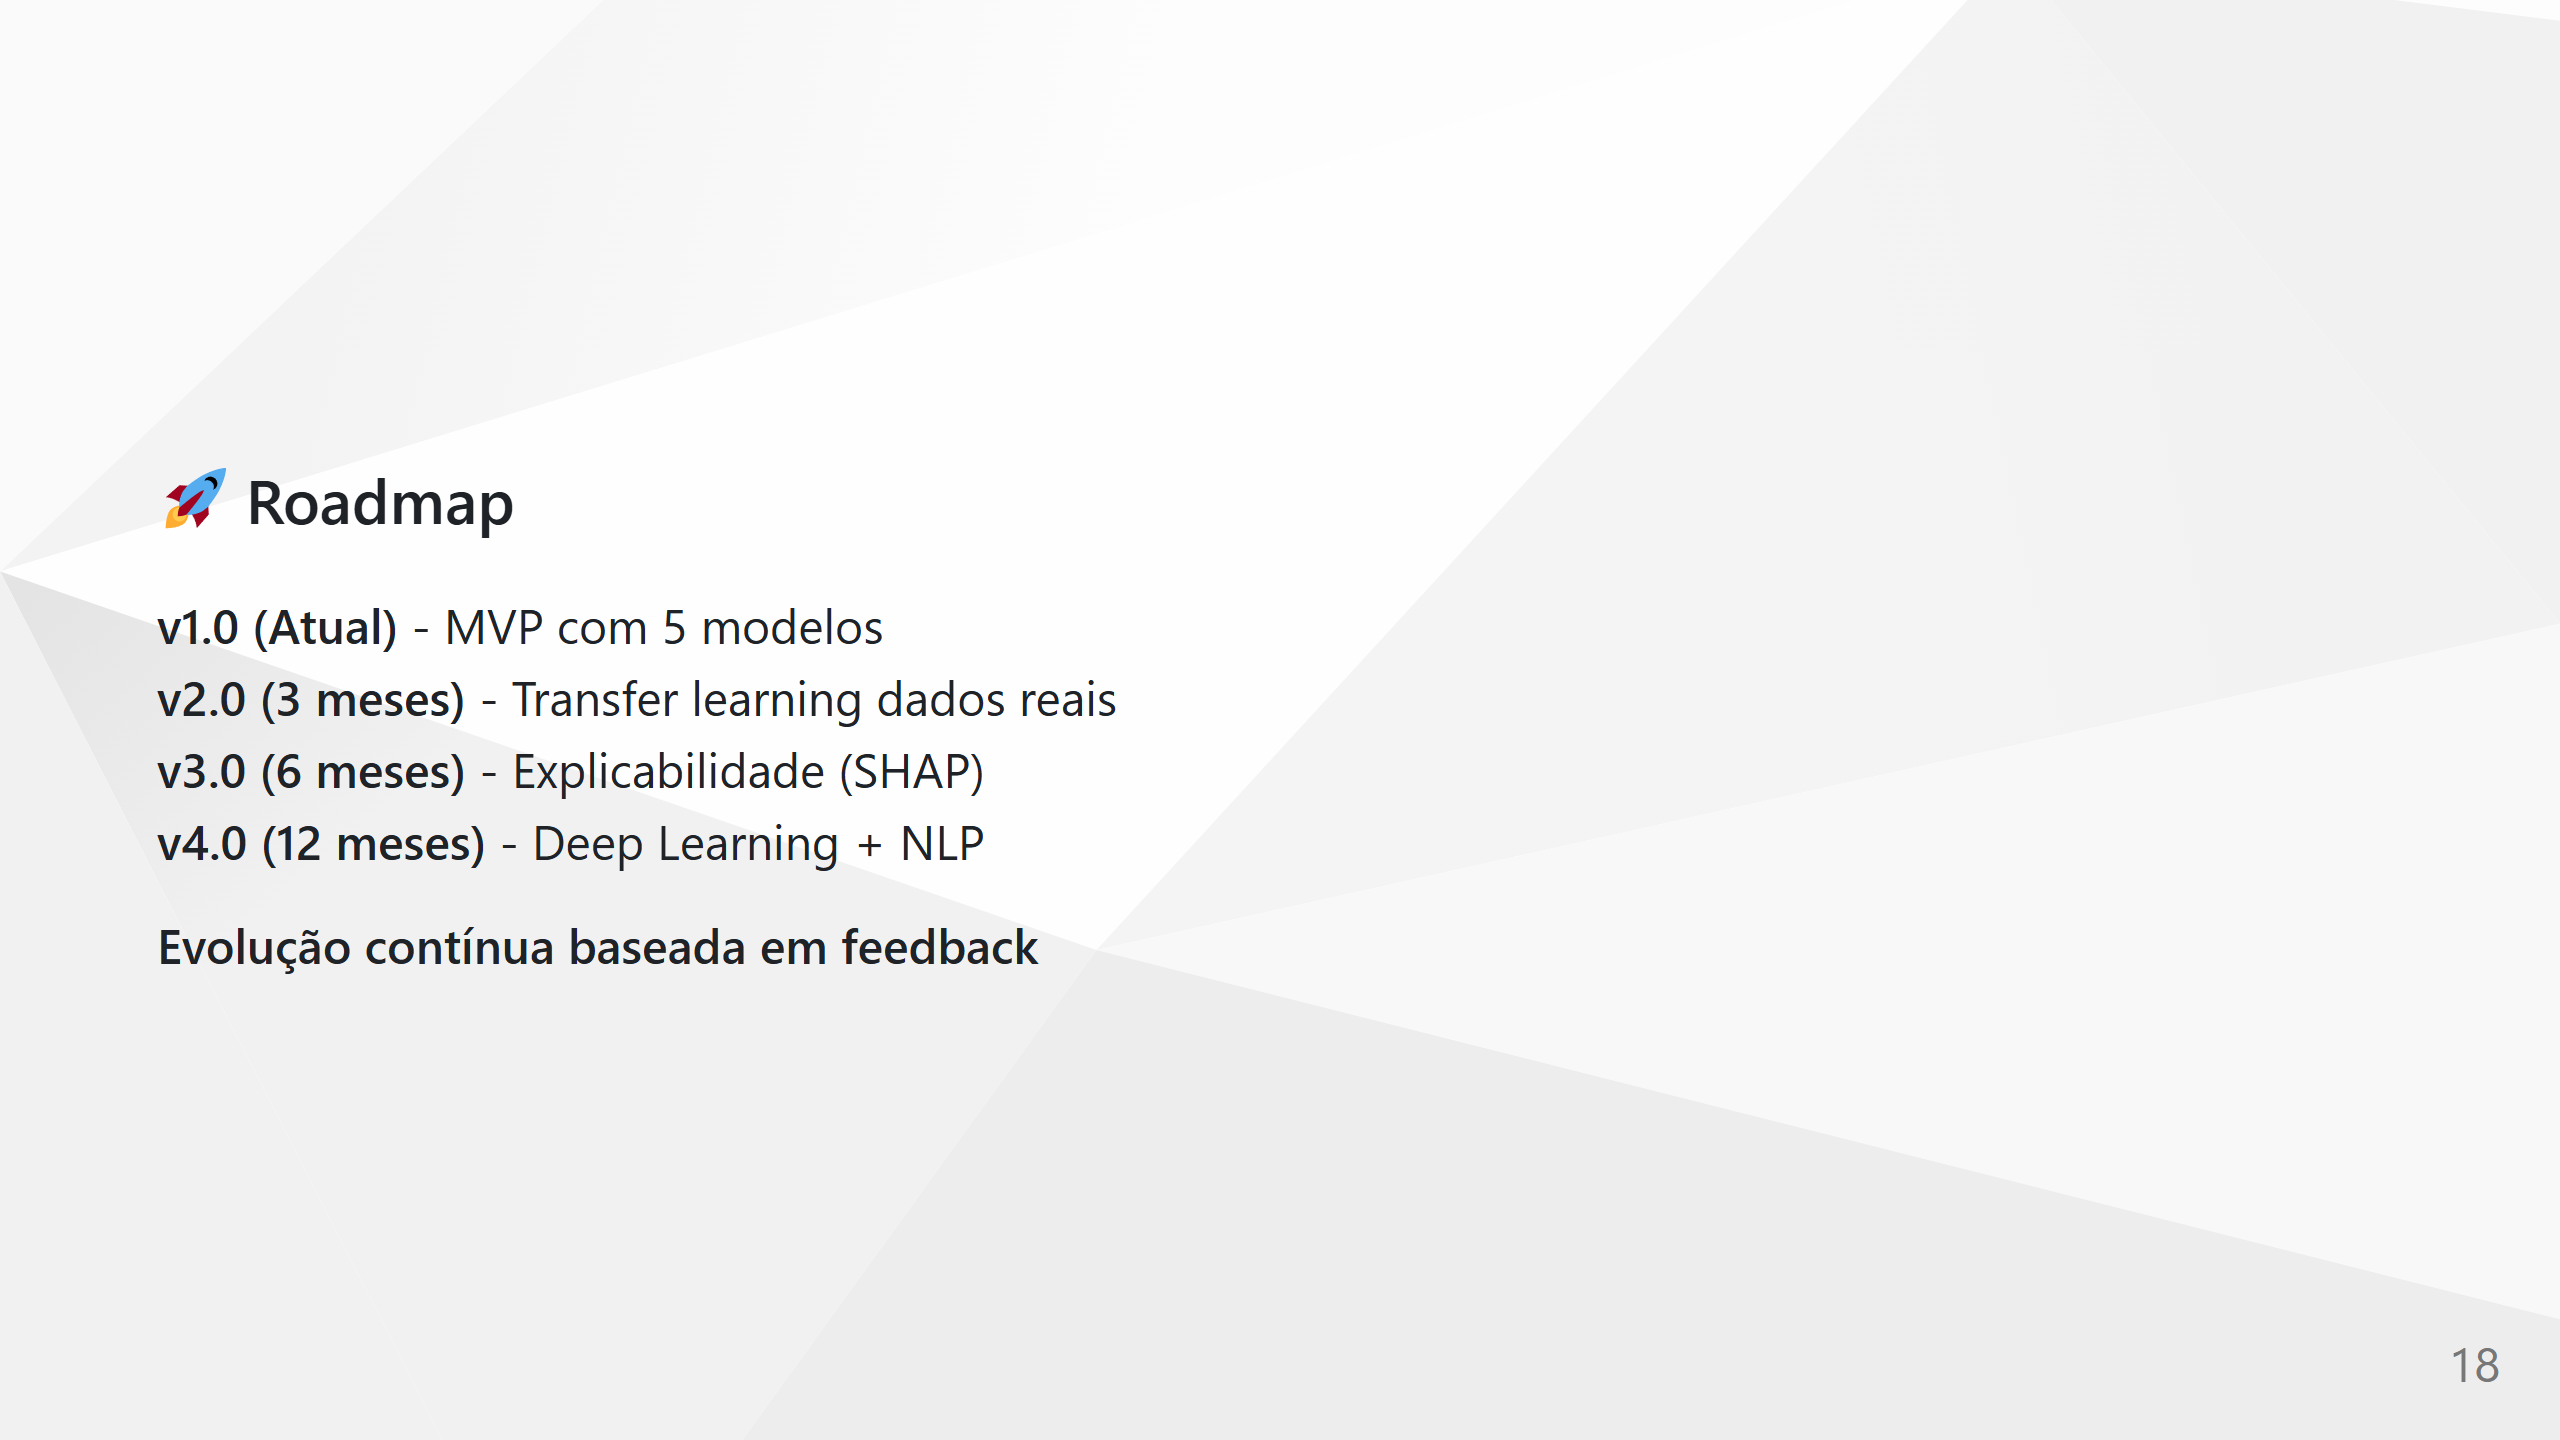 🚀 Roadmap
v1.0 (Atual) - MVP com 5 modelos
v2.0 (3 meses) - Transfer learning dados reais
v3.0 (6 meses) - Explicabilidade (SHAP)
v4.0 (12 meses) - Deep Learning + NLP
Evolução contínua baseada em feedback
18